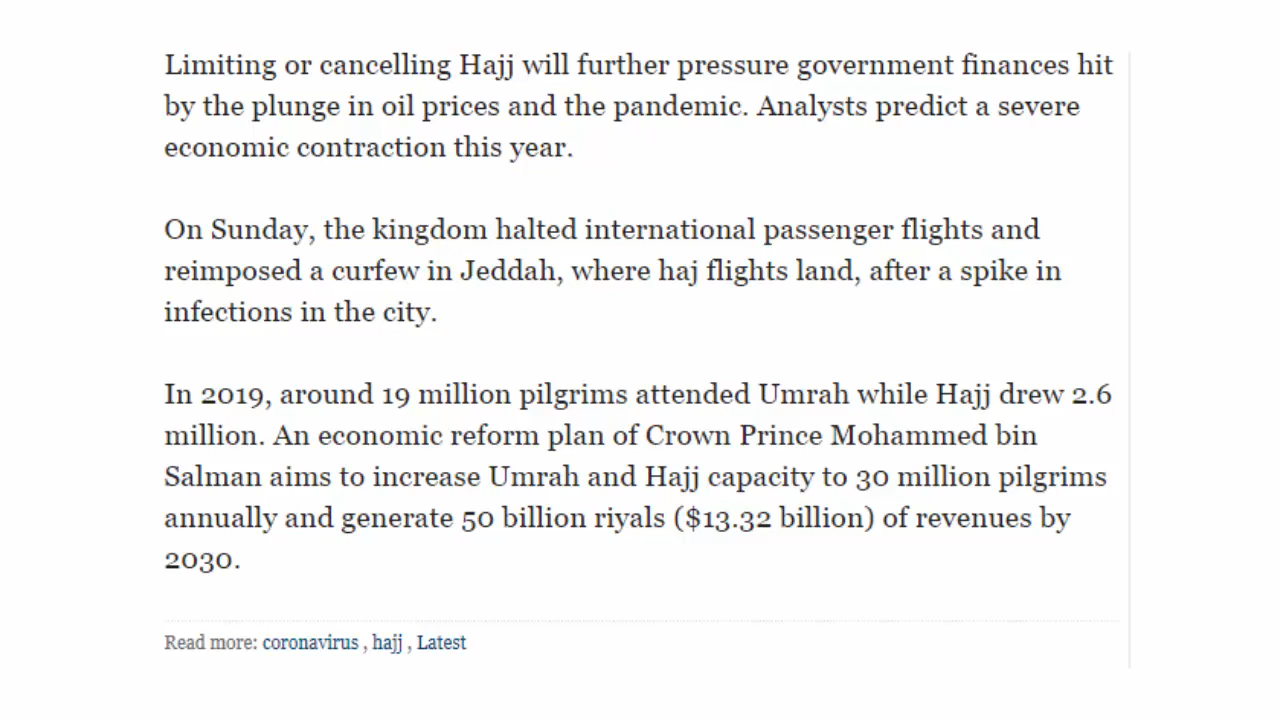 Limiting or cancelling Hajj will further pressure government finances hit
by the plunge in oil prices and the pandemic. Analysts predict a severe
economic contraction this year.
On Sunday, the kingdom halted international passenger flights and
reimposed a curfew in Jeddah, where haj flights land, after a spike in
infections in the city.
In 2019, around 19 million pilgrims attended Umrah while Hajj drew 2.6
million. An economic reform plan of Crown Prince Mohammed bin
Salman aims to increase Umrah and Hajj capacity to 30 million pilgrims
annually and generate 50 billion riyals ($13.32 billion) of revenues by
2030.
Read more: coronavirus , hajj , Latest